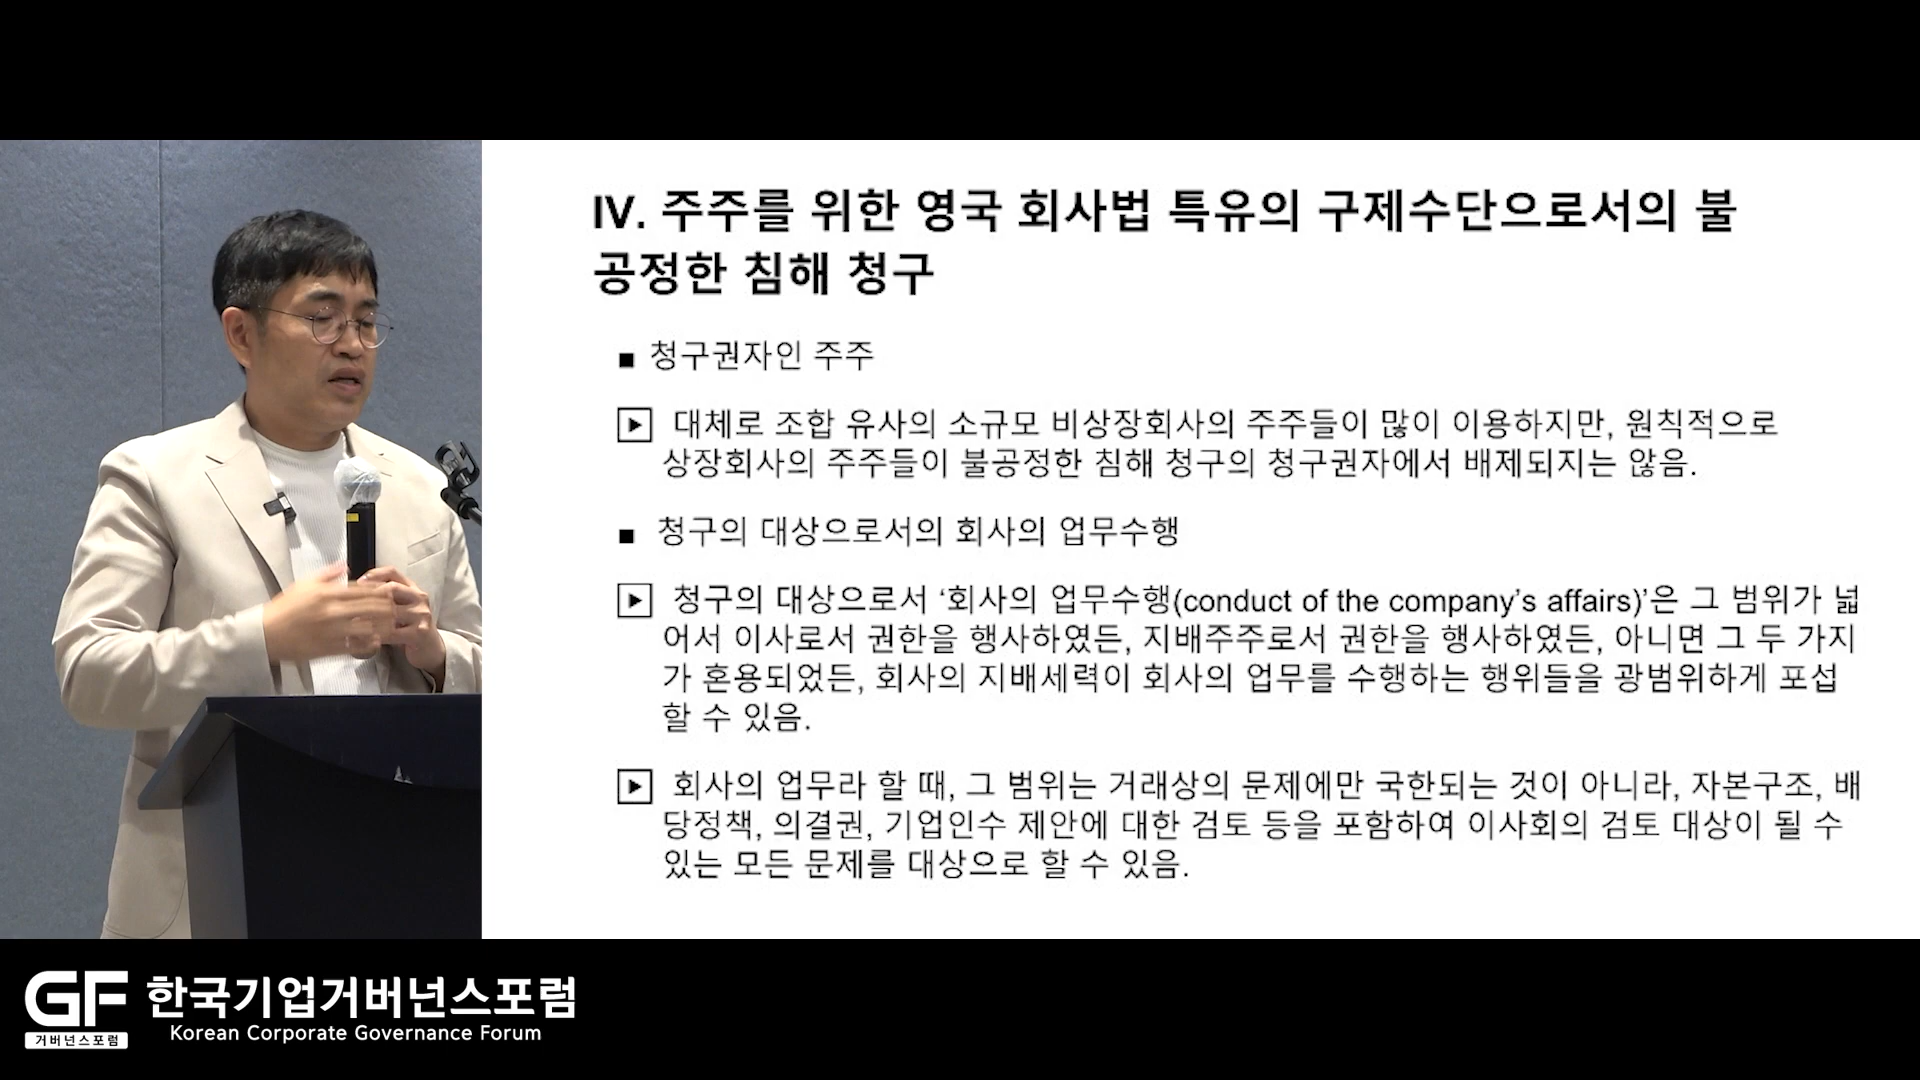 IV. 주주를 위한 영국 회사법 특유의 구제수단으로서의 불
공정한 침해 청구
■ 청구권자인 주주
▶ 대체로 조합 유사의 소규모 비상장회사의 주주들이 많이 이용하지만, 원칙적으로
상장회사의 주주들이 불공정한 침해 청구의 청구권자에서 배제되지는 않음.
■ 청구의 대상으로서의 회사의 업무수행
▶ 청구의 대상으로서 ‘회사의 업무수행(conduct of the company’s affairs)’은 그 범위가 넓
어서 이사로서 권한을 행사하였든, 지배주주로서 권한을 행사하였든, 아니면 그 두 가지
가 혼용되었든, 회사의 지배세력이 회사의 업무를 수행하는 행위들을 광범위하게 포섭
할 수 있음.
▶ 회사의 업무라 할 때, 그 범위는 거래상의 문제에만 국한되는 것이 아니라, 자본구조, 배
당정책, 의결권, 기업인수 제안에 대한 검토 등을 포함하여 이사회의 검토 대상이 될 수
있는 모든 문제를 대상으로 할 수 있음.
GF
거버넌스포럼
한국기업거버넌스포럼
Korean Corporate Governance Forum